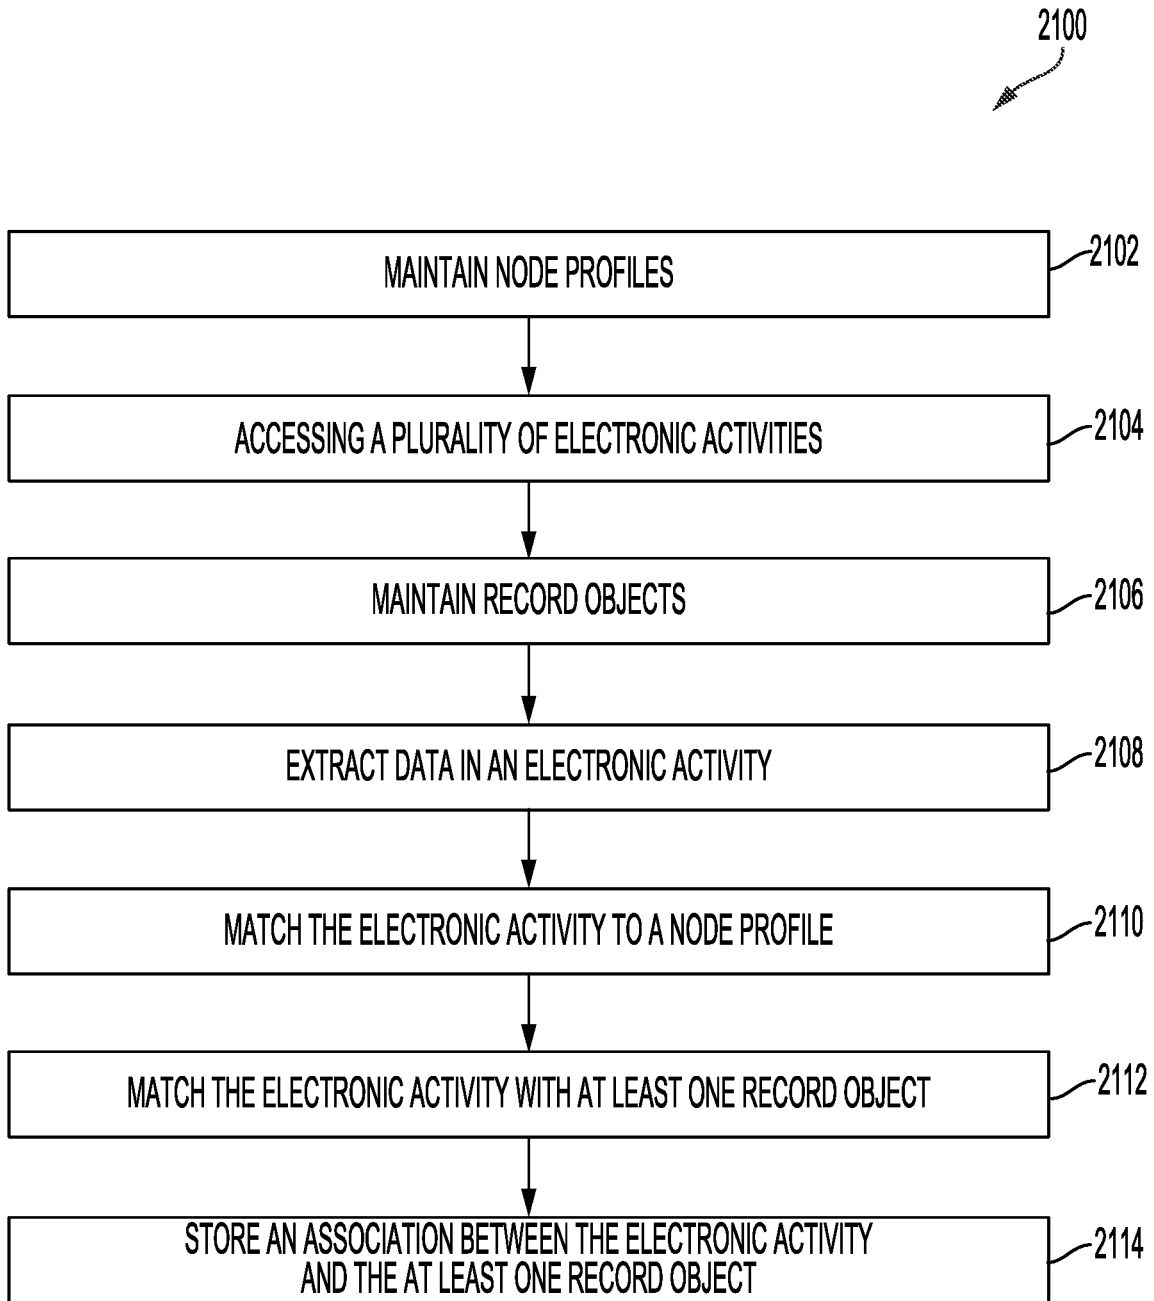 2100
MAINTAIN NODE PROFILES
2102
ACCESSING A PLURALITY OF ELECTRONIC ACTIVITIES
2104
MAINTAIN RECORD OBJECTS
2106
EXTRACT DATA IN AN ELECTRONIC ACTIVITY
2108
MATCH THE ELECTRONIC ACTIVITY TO A NODE PROFILE
2110
MATCH THE ELECTRONIC ACTIVITY WITH AT LEAST ONE RECORD OBJECT
2112
STORE AN ASSOCIATION BETWEEN THE ELECTRONIC ACTIVITY
AND THE AT LEAST ONE RECORD OBJECT
2114